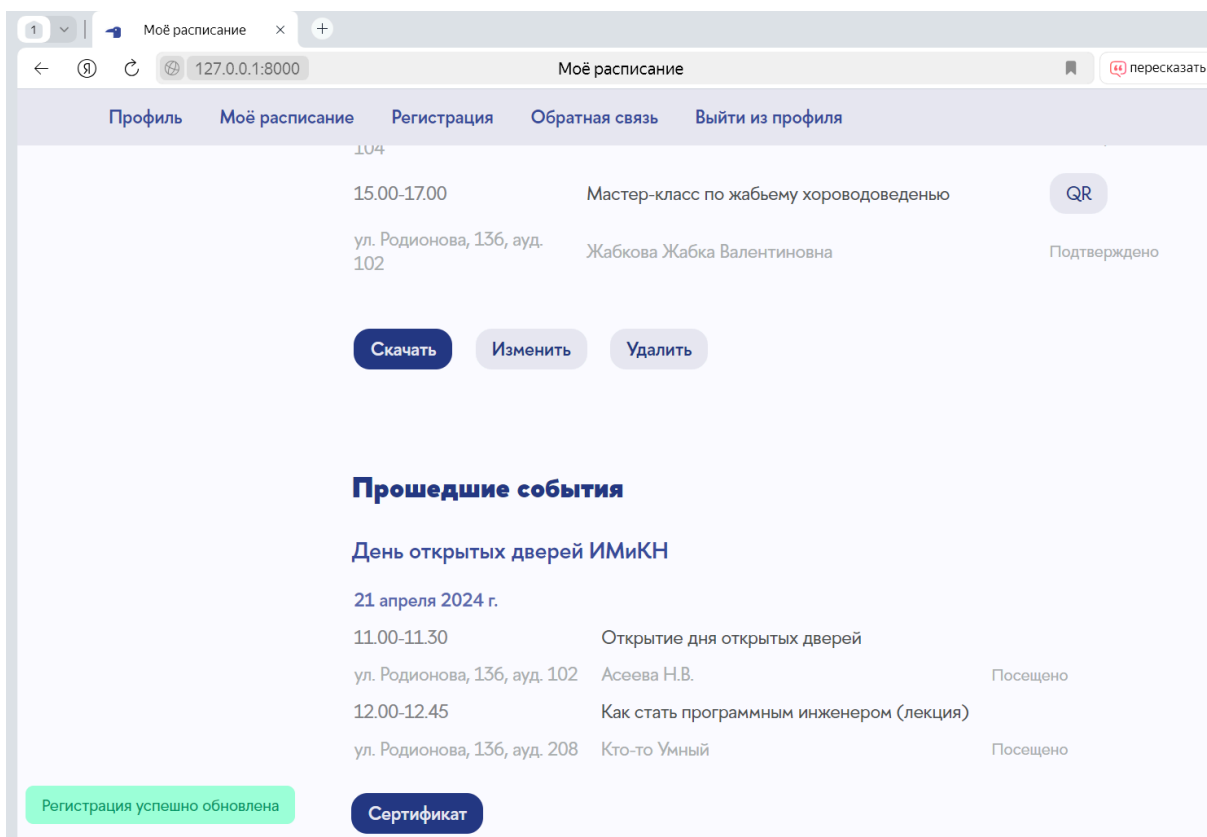 1
Моё расписание
127.0.0.1:8000 Моё расписание пересказать
Профиль Моё расписание Регистрация Обратная связь Выйти из профиля
104
15.00-17.00 Мастер-класс по жабьему хороводоведенью QR
ул. Родионова, 136, ауд.
102
Жабкова Жабка Валентиновна Подтверждено
Скачать Изменить Удалить
Прошедшие события
День открытых дверей ИМиКН
21 апреля 2024 г.
11.00-11.30 Открытие дня открытых дверей
ул. Родионова, 136, ауд. 102 Асеева Н.В. Посещено
12.00-12.45 Как стать программным инженером (лекция)
ул. Родионова, 136, ауд. 208 Кто-то Умный Посещено
Регистрация успешно обновлена
Сертификат